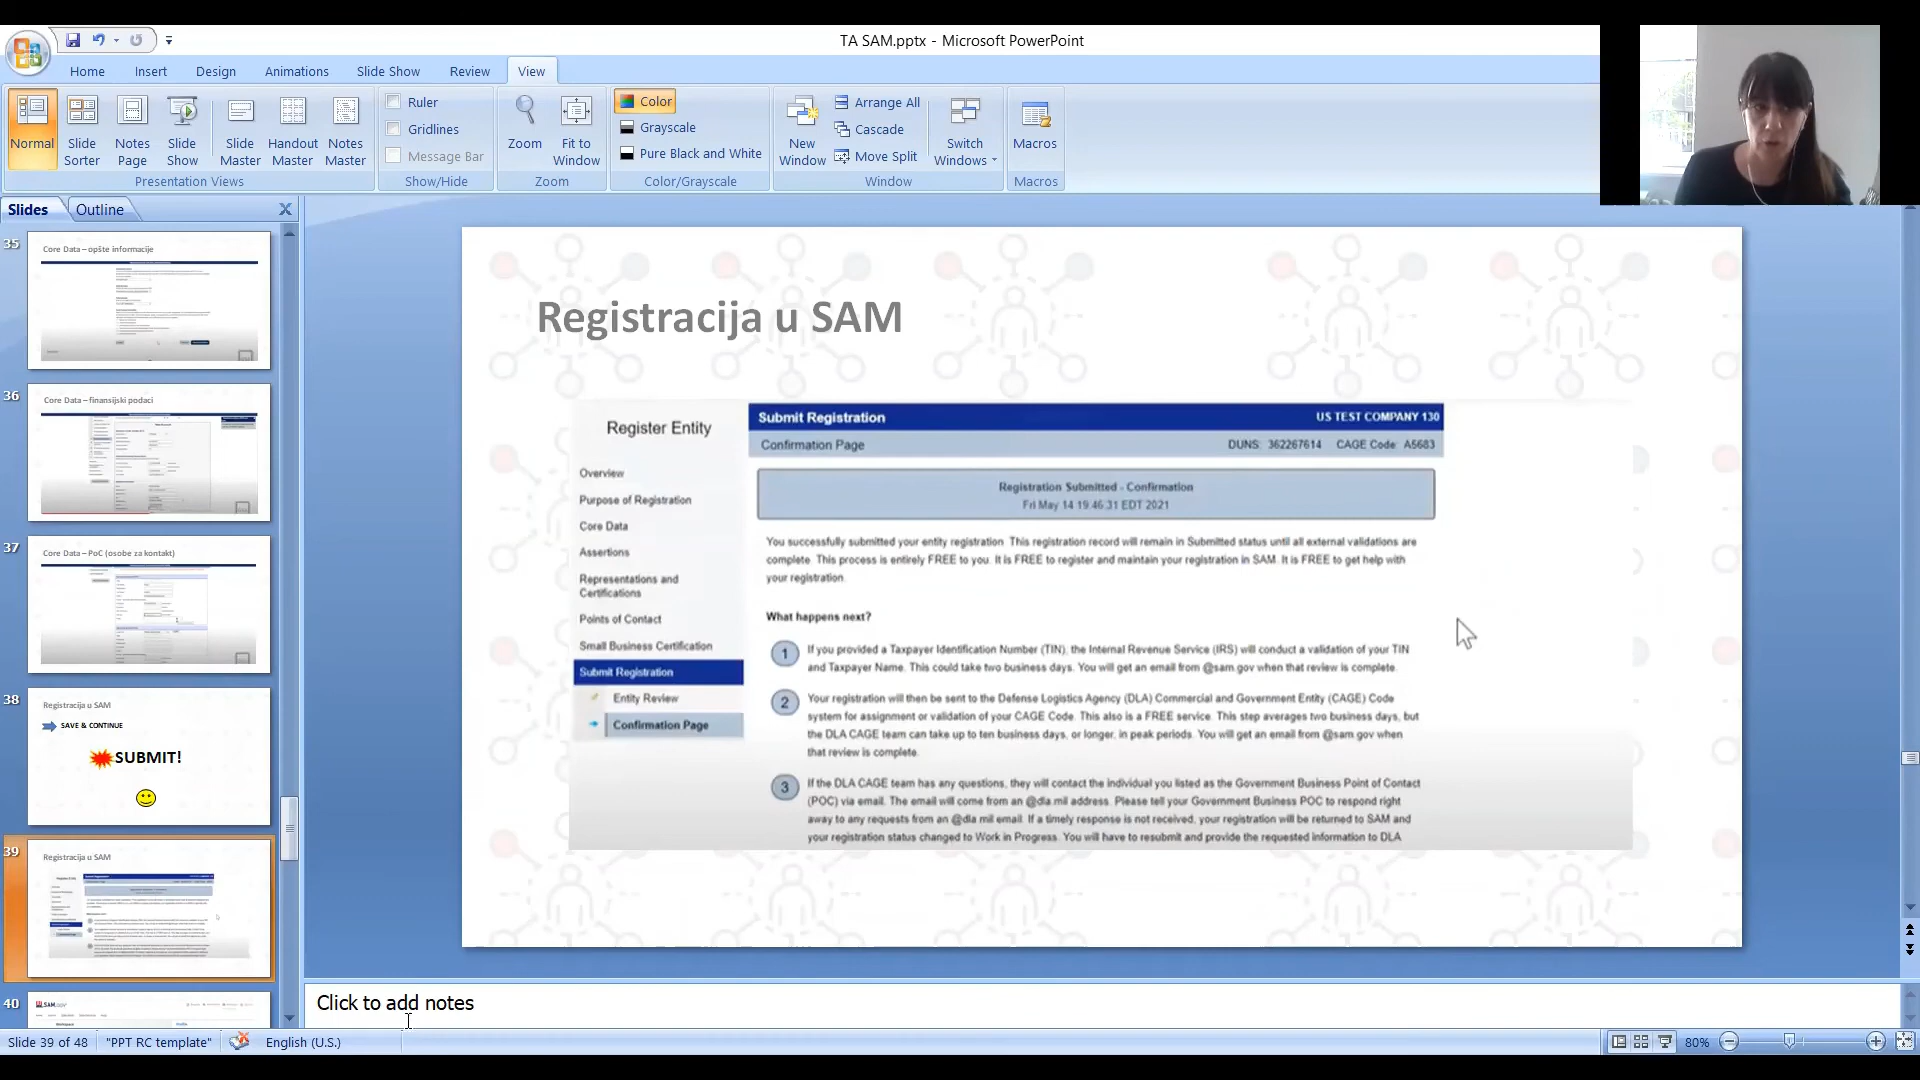 TA SAM.pptx - Microsoft PowerPoint
Home Insert Design Animations Slide Show Review View
Normal
Slide Sorter
Notes Page
Slide Show
Slide Master
Handout Master
Notes Master
Presentation Views
Ruler
Gridlines
Message Bar
Show/Hide
Zoom
Fit to Window
Zoom
Color
Grayscale
Pure Black and White
Color/Grayscale
New Window
Arrange All
Cascade
Move Split
Switch Windows
Window
Macros
Macros
Slides Outline
35
Core Data – opšte informacije
36
Core Data – finansijski podaci
37
Core Data – PoC (osobe za kontakt)
38
Registracija u SAM
SAVE & CONTINUE
SUBMIT!
39
Registracija u SAM
40
Registracija u SAM
Register Entity
Overview
Purpose of Registration
Core Data
Assertions
Representations and
Certifications
Points of Contact
Small Business Certification
Submit Registration
Entity Review
Confirmation Page
Submit Registration US TEST COMPANY 130
Confirmation Page DUNS: 362267614 CAGE Code: A5683
Registration Submitted - Confirmation
Fri May 14 19:46:31 EDT 2021
You successfully submitted your entity registration. This registration record will remain in Submitted status until all external validations are
complete. This process is entirely FREE to you. It is FREE to register and maintain your registration in SAM. It is FREE to get help with
your registration.
What happens next?
1 If you provided a Taxpayer Identification Number (TIN), the Internal Revenue Service (IRS) will conduct a validation of your TIN
and Taxpayer Name. This could take two business days. You will get an email from @sam.gov when that review is complete.
2 Your registration will then be sent to the Defense Logistics Agency (DLA) Commercial and Government Entity (CAGE) Code
system for assignment or validation of your CAGE Code. This also is a FREE service. This step averages two business days, but
the DLA CAGE team can take up to ten business days, or longer, in peak periods. You will get an email from @sam.gov when
that review is complete.
3 If the DLA CAGE team has any questions, they will contact the individual you listed as the Government Business Point of Contact
(POC) via email. The email will come from an @dla.mil address. Please tell your Government Business POC to respond right
away to any requests from an @dla.mil email. If a timely response is not received, your registration will be returned to SAM and
your registration status changed to Work in Progress. You will have to resubmit and provide the requested information to DLA
Click to add notes
Slide 39 of 48 "PPT RC template" English (U.S.) 80%